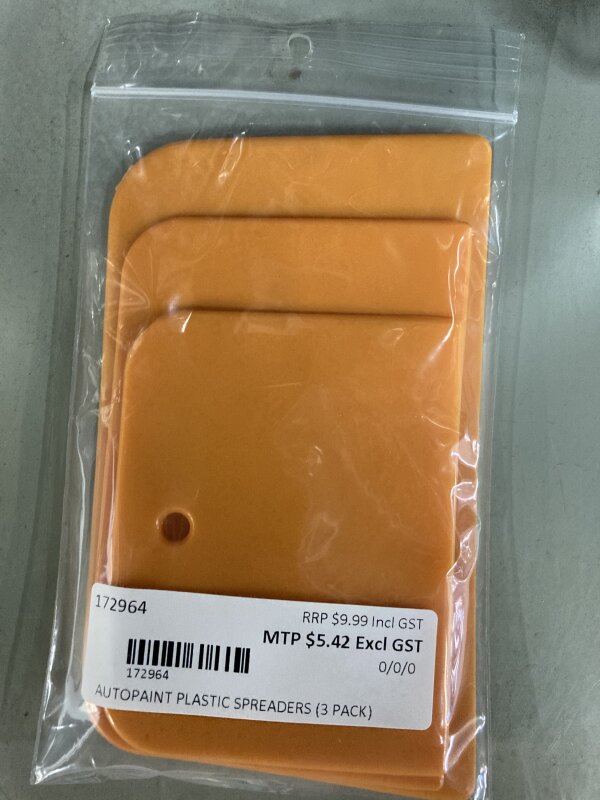 172964
RRP $9.99 Incl GST
MTP $5.42 Excl GST
0/0/0
172964
AUTOPAINT PLASTIC SPREADERS (3 PACK)